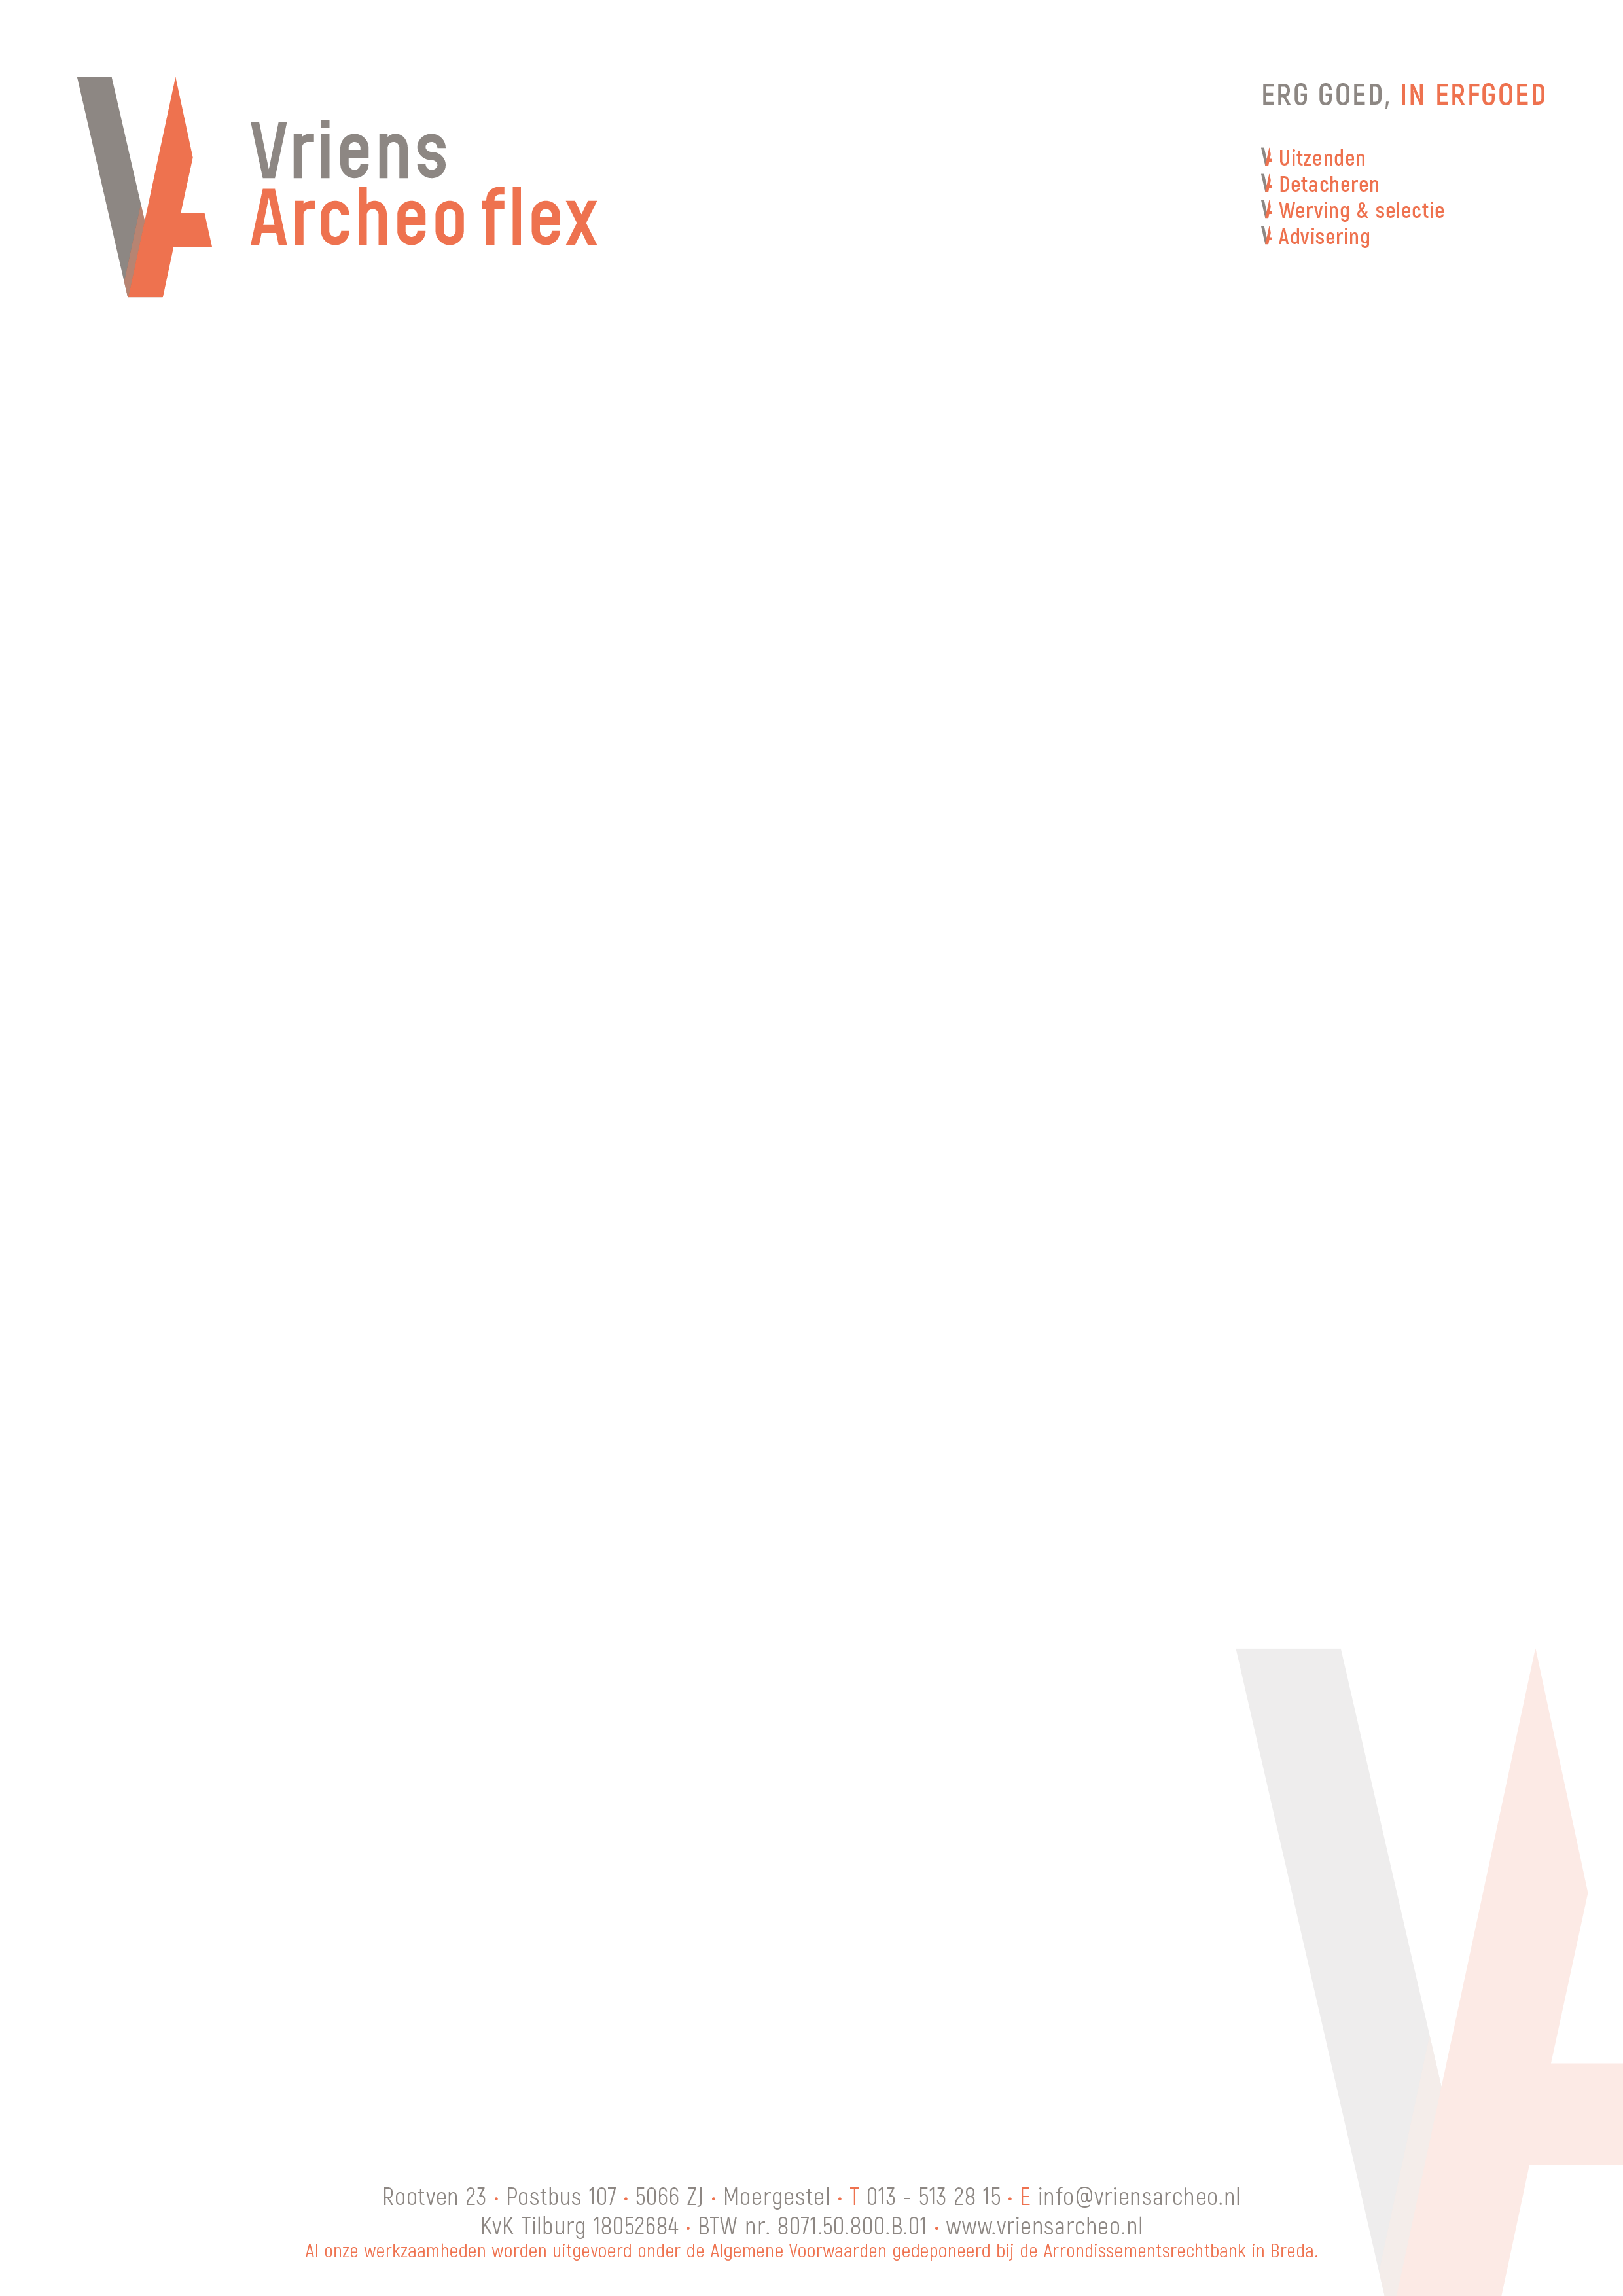 Vriens
Archeoflex
ERG GOED, IN ERFGOED
Uitzenden
Detacheren
Werving & selectie
Advisering
Rootven 23 · Postbus 107 · 5066 ZJ · Moergestel · T 013 - 513 28 15 · E info@vriensarcheo.nl
KvK Tilburg 18052684 · BTW nr. 8071.50.800.B.01 · www.vriensarcheo.nl
Al onze werkzaamheden worden uitgevoerd onder de Algemene Voorwaarden gedeponeerd bij de Arrondissementsrechtbank in Breda.